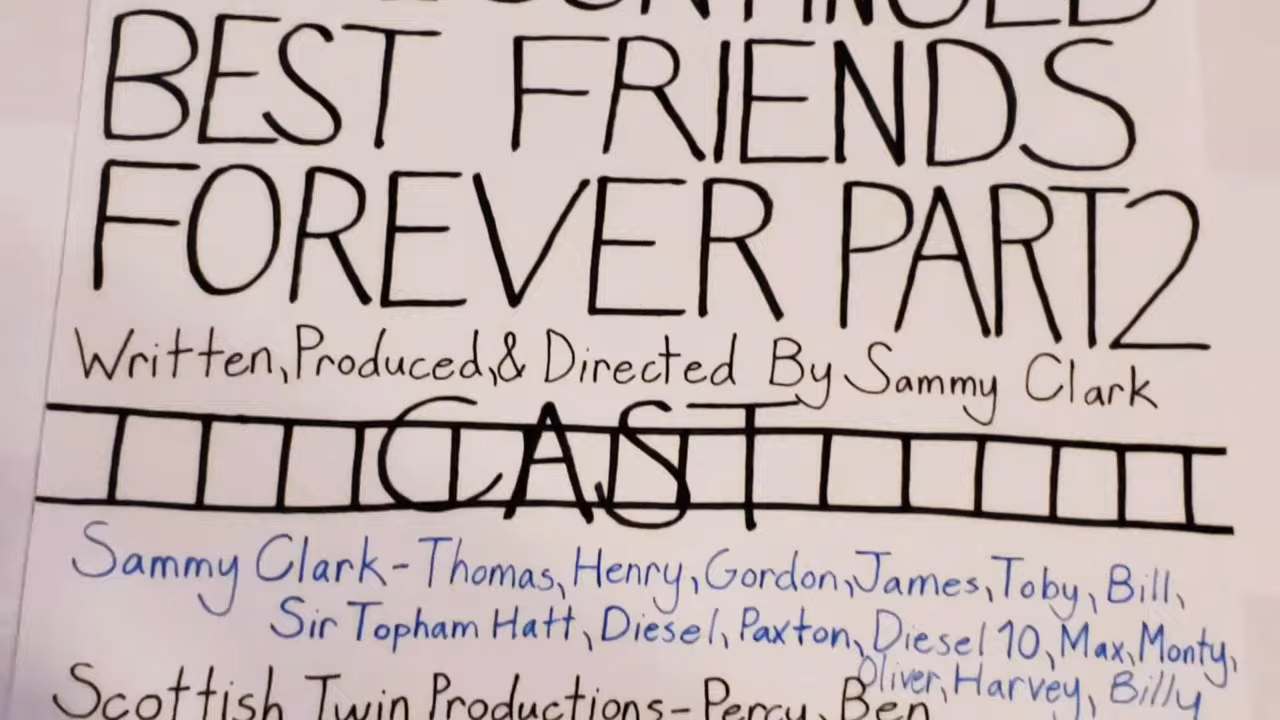 CONTINUED
BEST FRIENDS
FOREVER PART2
Written, Produced, & Directed By Sammy Clark
CAST
Sammy Clark-Thomas, Henry, Gordon, James, Toby, Bill,
Sir Topham Hatt, Diesel, Paxton, Diesel 10, Max, Monty,
Oliver, Harvey, Billy
Scottish Twin Productions-Percy, Ben